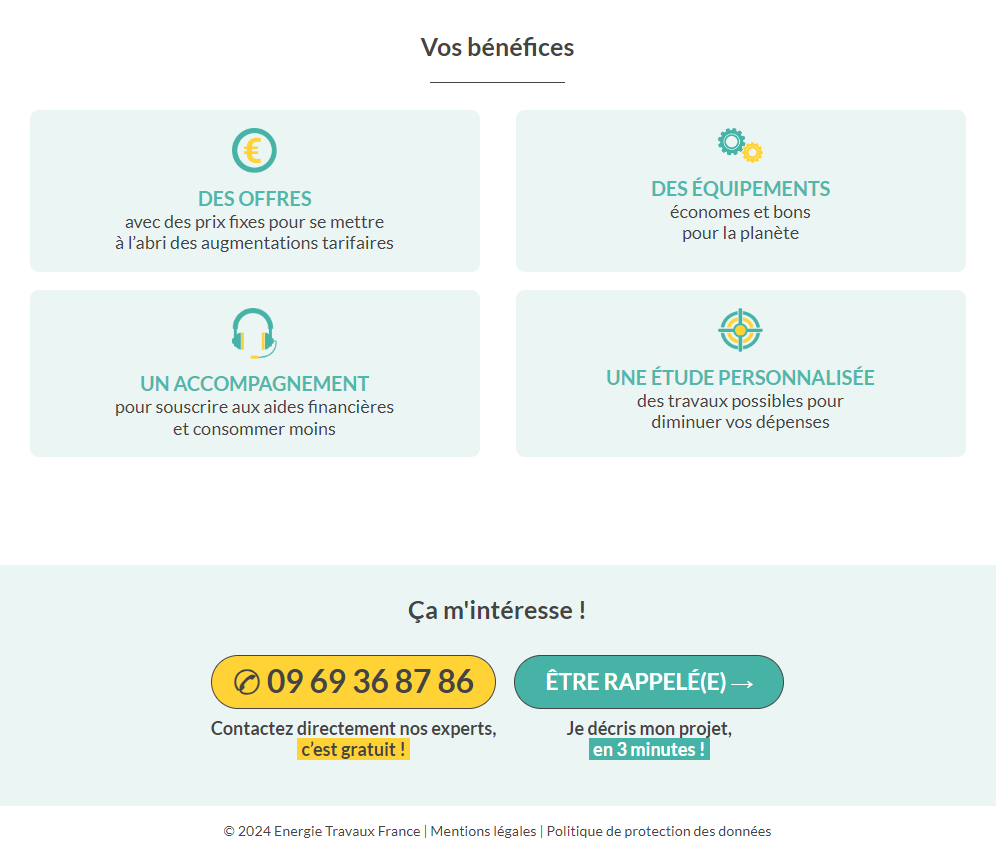 Vos bénéfices
DES OFFRES
avec des prix fixes pour se mettre
à l’abri des augmentations tarifaires
DES ÉQUIPEMENTS
économes et bons
pour la planète
UN ACCOMPAGNEMENT
pour souscrire aux aides financières
et consommer moins
UNE ÉTUDE PERSONNALISÉE
des travaux possibles pour
diminuer vos dépenses
Ça m'intéresse !
✆ 09 69 36 87 86
Contactez directement nos experts,
c’est gratuit !
ÊTRE RAPPELÉ(E) →
Je décris mon projet,
en 3 minutes !
© 2024 Energie Travaux France | Mentions légales | Politique de protection des données